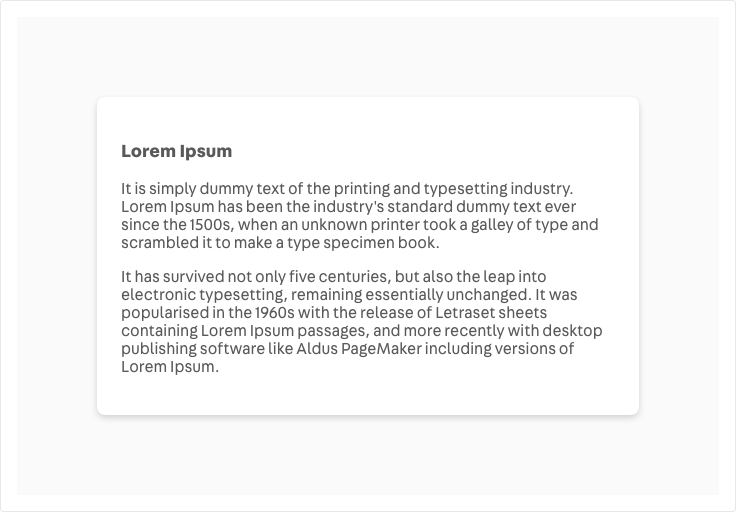 Lorem Ipsum
It is simply dummy text of the printing and typesetting industry.
Lorem Ipsum has been the industry's standard dummy text ever
since the 1500s, when an unknown printer took a galley of type and
scrambled it to make a type specimen book.
It has survived not only five centuries, but also the leap into
electronic typesetting, remaining essentially unchanged. It was
popularised in the 1960s with the release of Letraset sheets
containing Lorem Ipsum passages, and more recently with desktop
publishing software like Aldus PageMaker including versions of
Lorem Ipsum.